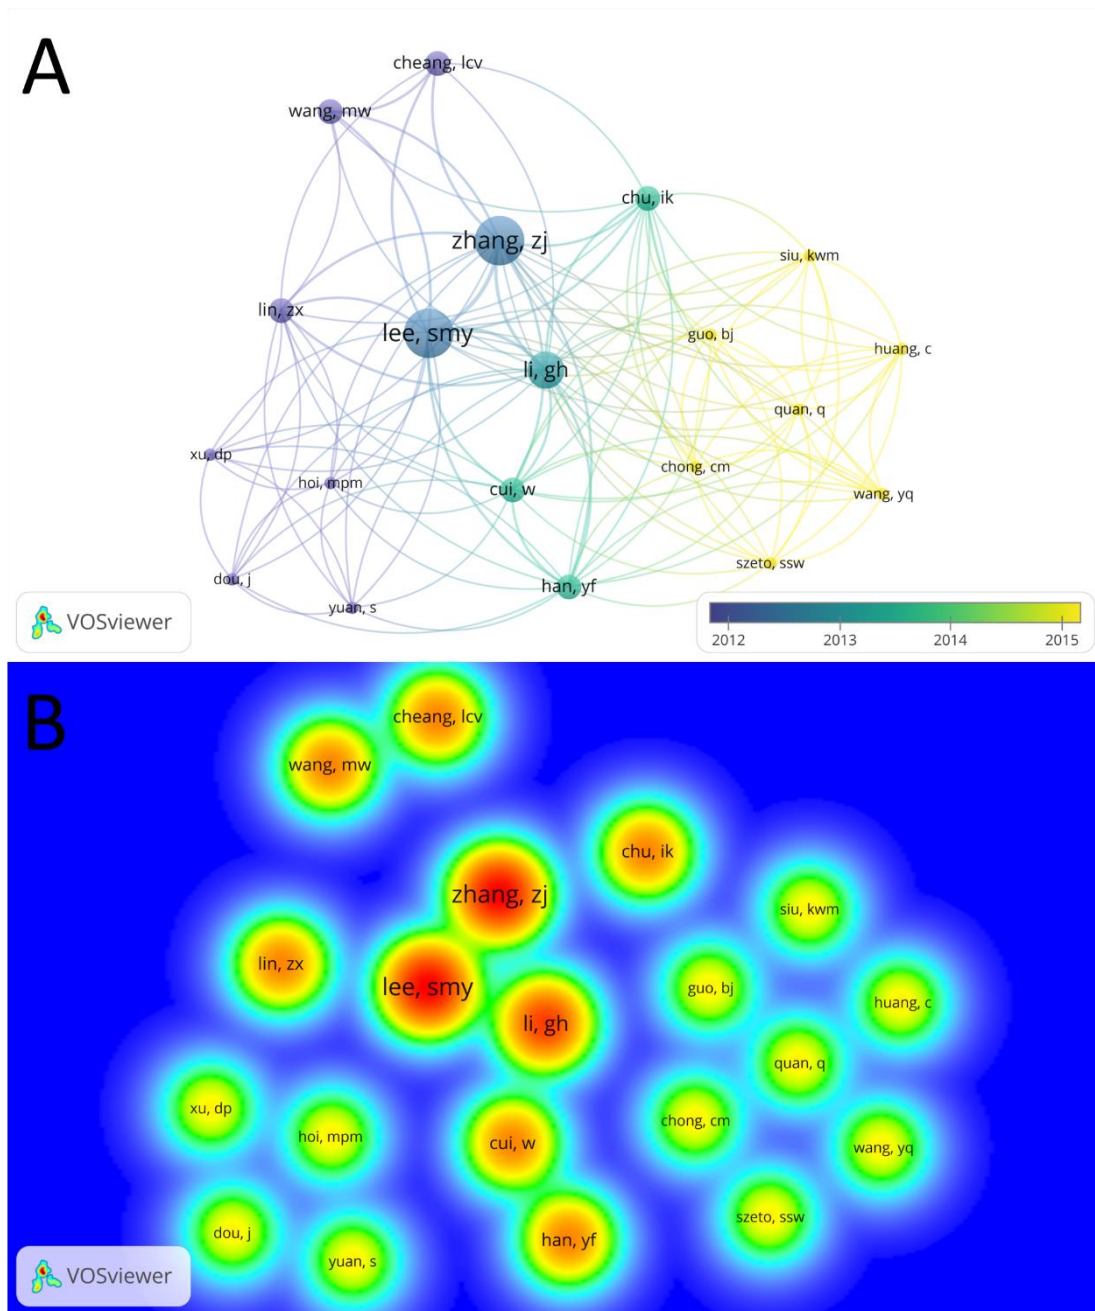 A
cheang, lcv
wang, mw
chu, ik
zhang, zj
siu, kwm
lin, zx
lee, smy
guo, bj
huang, c
li, gh
quan, q
xu, dp
chong, cm
hoi, mpm
cui, w
wang, yq
szeto, ssw
dou, j
han, yf
yuan, s
VOSviewer
2012 2013 2014 2015
B
cheang, lcv
wang, mw
chu, ik
zhang, zj
siu, kwm
lin, zx
lee, smy
guo, bj
huang, c
li, gh
quan, q
xu, dp
chong, cm
hoi, mpm
cui, w
wang, yq
szeto, ssw
dou, j
han, yf
yuan, s
VOSviewer